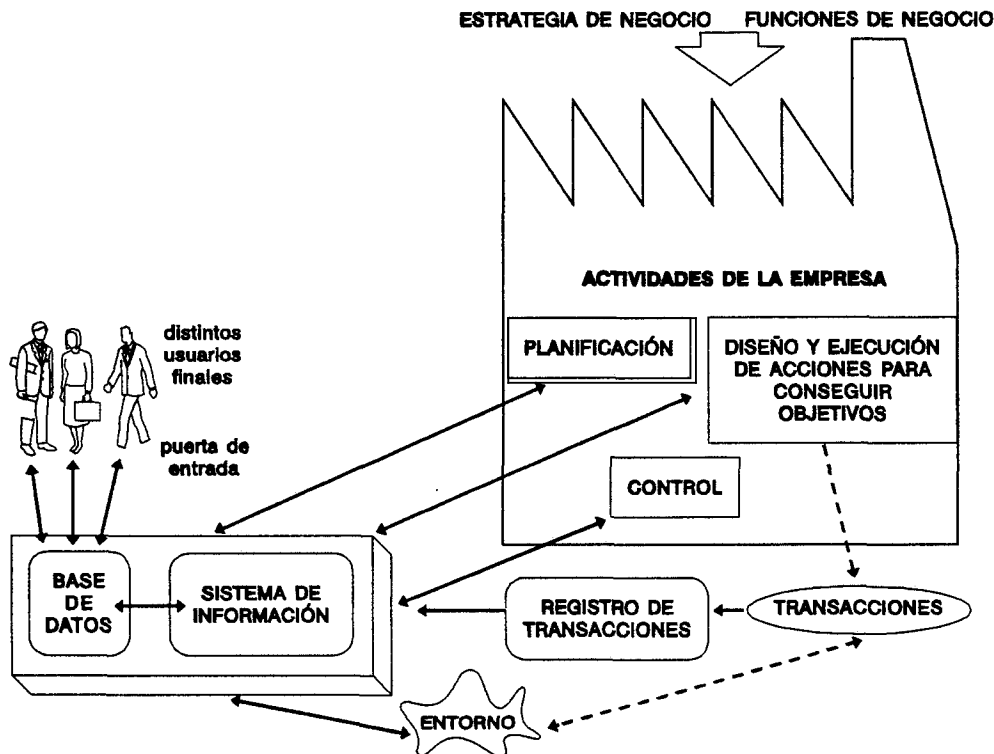 ESTRATEGIA DE NEGOCIO FUNCIONES DE NEGOCIO
ACTIVIDADES DE LA EMPRESA
PLANIFICACIÓN
DISEÑO Y EJECUCIÓN
DE ACCIONES PARA
CONSEGUIR
OBJETIVOS
distintos
usuarios
finales
puerta de
entrada
CONTROL
BASE
DE
DATOS
SISTEMA DE
INFORMACIÓN
REGISTRO DE
TRANSACCIONES
TRANSACCIONES
ENTORNO